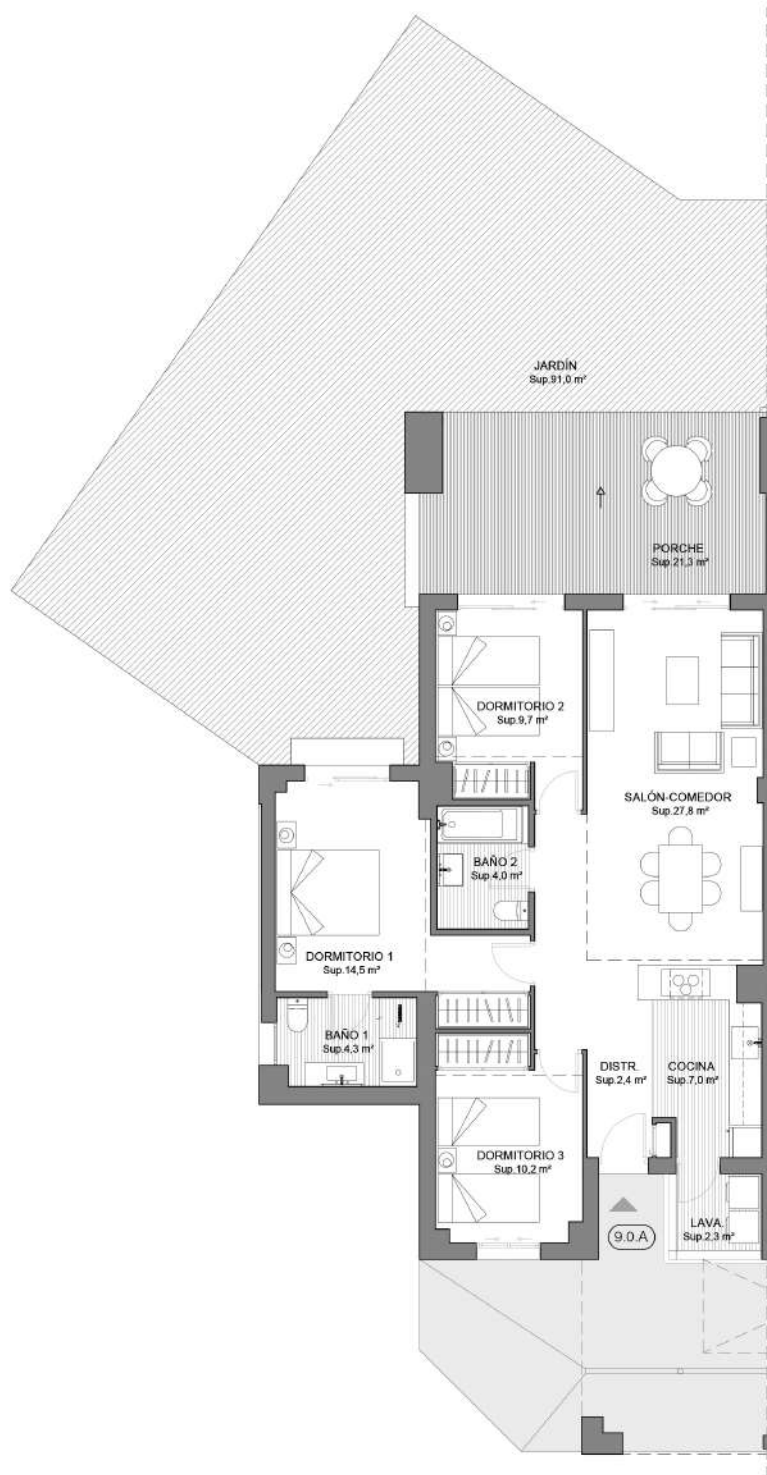 JARDÍN
Sup.91,0 m²
PORCHE
Sup.21,3 m²
DORMITORIO 2
Sup.9,7 m²
SALÓN-COMEDOR
Sup.27,8 m²
BAÑO 2
Sup.4,0 m²
DORMITORIO 1
Sup.14,5 m²
BAÑO 1
Sup.4,3 m²
DISTR.
Sup.2,4 m²
COCINA
Sup.7,0 m²
DORMITORIO 3
Sup.10,2 m²
LAVA.
Sup.2,3 m²
9.0.A